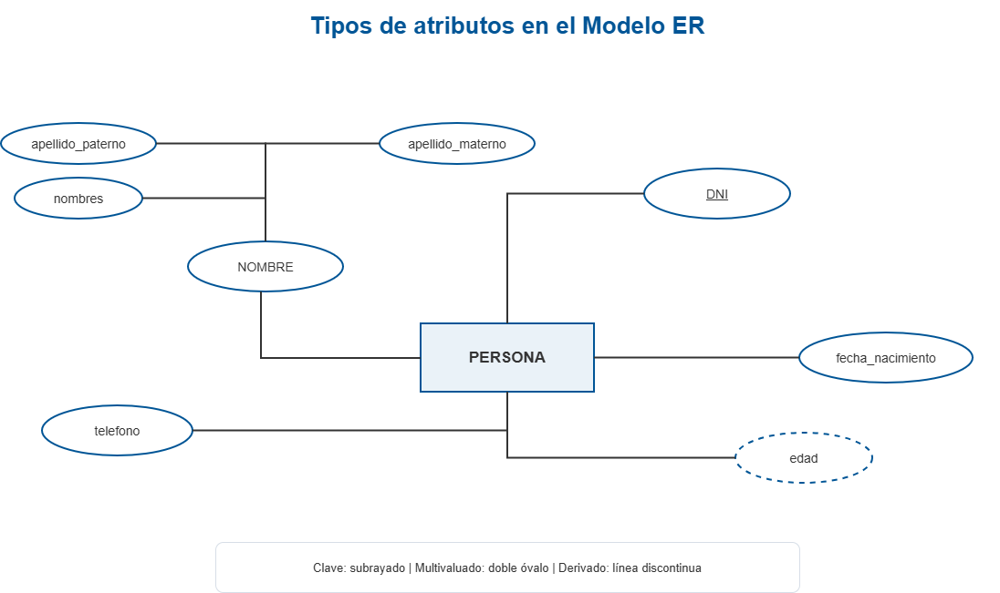 Tipos de atributos en el Modelo ER
apellido_paterno
apellido_materno
nombres
DNI
NOMBRE
PERSONA
fecha_nacimiento
telefono
edad
Clave: subrayado | Multivaluado: doble óvalo | Derivado: línea discontinua